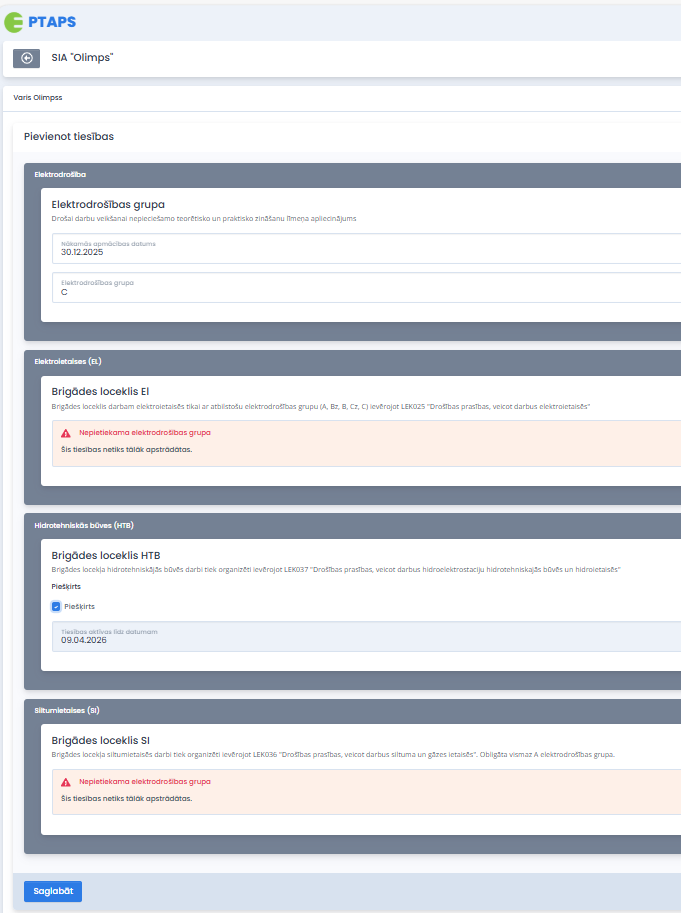 PTAPS
SIA "Olimps"
Varis Olimpss
Pievienot tiesības
Elektrodrošība
Elektrodrošības grupa
Drošai darbu veikšanai nepieciešamo teorētisko un praktisko zināšanu līmeņa apliecinājums
Nākamās apmācības datums
30.12.2025
Elektrodrošības grupa
C
Elektroietaises (EL)
Brigādes loceklis El
Brigādes loceklis darbam elektroietaisēs tikai ar atbilstošu elektrodrošības grupu (A, Bz, B, Cz, C) ievērojot LEK025 "Drošības prasības, veicot darbus elektroietaisēs"
Nepietiekama elektrodrošības grupa
Šīs tiesības netiks tālāk apstrādātas.
Hidrotehniskās būves (HTB)
Brigādes loceklis HTB
Brigādes locekļa hidrotehniskājās būvēs darbi tiek organizēti ievērojot LEK037 "Drošības prasības, veicot darbus hidroelektrostaciju hidrotehniskajās būvēs un hidroietaisēs"
Piešķirts
Piešķirts
Tiesības aktīvas līdz datumam
09.04.2026
Siltumietaises (SI)
Brigādes loceklis SI
Brigādes locekļa siltumietaisēs darbi tiek organizēti ievērojot LEK036 "Drošības prasības, veicot darbus siltuma un gāzes ietaisēs". Obligāta vismaz A elektrodrošības grupa.
Nepietiekama elektrodrošības grupa
Šīs tiesības netiks tālāk apstrādātas.
Saglabāt